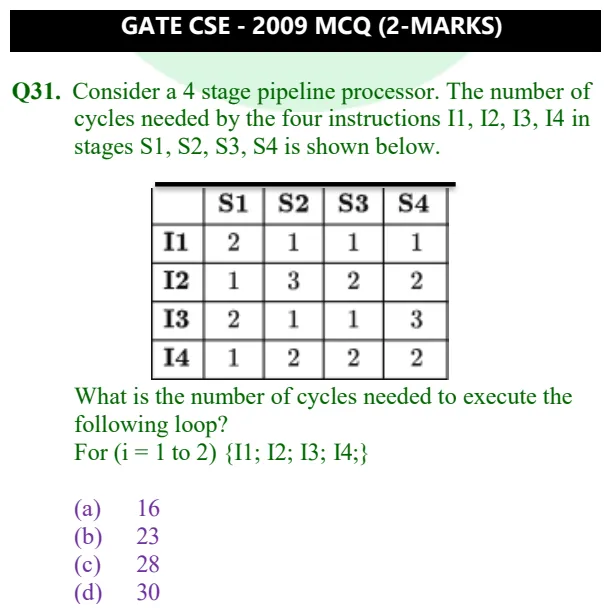 GATE CSE - 2009 MCQ (2-MARKS)
Q31. Consider a 4 stage pipeline processor. The number of
cycles needed by the four instructions I1, I2, I3, I4 in
stages S1, S2, S3, S4 is shown below.
S1 S2 S3 S4
I1 2 1 1 1
I2 1 3 2 2
I3 2 1 1 3
I4 1 2 2 2
What is the number of cycles needed to execute the
following loop?
For (i = 1 to 2) {I1; I2; I3; I4;}
(a) 16
(b) 23
(c) 28
(d) 30